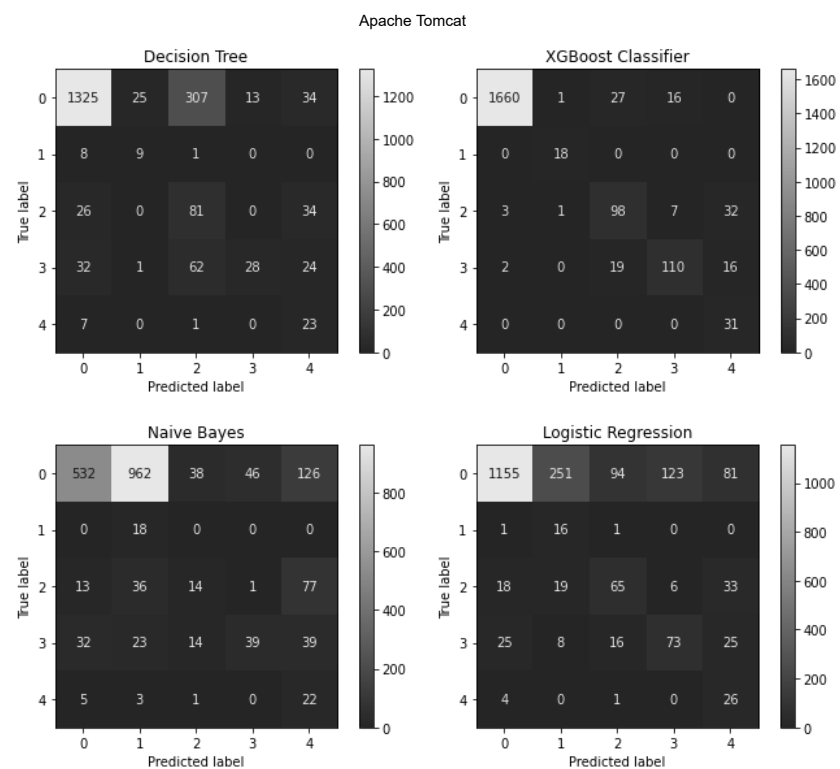 Apache Tomcat
Decision Tree
True label
0 1325 25 307 13 34
1 8 9 1 0 0
2 26 0 81 0 34
3 32 1 62 28 24
4 7 0 1 0 23
0 1 2 3 4
Predicted label
1200
1000
800
600
400
200
0
XGBoost Classifier
True label
0 1660 1 27 16 0
1 0 18 0 0 0
2 3 1 98 7 32
3 2 0 19 110 16
4 0 0 0 0 31
0 1 2 3 4
Predicted label
1600
1400
1200
1000
800
600
400
200
0
Naive Bayes
True label
0 532 962 38 46 126
1 0 18 0 0 0
2 13 36 14 1 77
3 32 23 14 39 39
4 5 3 1 0 22
0 1 2 3 4
Predicted label
800
600
400
200
0
Logistic Regression
True label
0 1155 251 94 123 81
1 1 16 1 0 0
2 18 19 65 6 33
3 25 8 16 73 25
4 4 0 1 0 26
0 1 2 3 4
Predicted label
1000
800
600
400
200
0